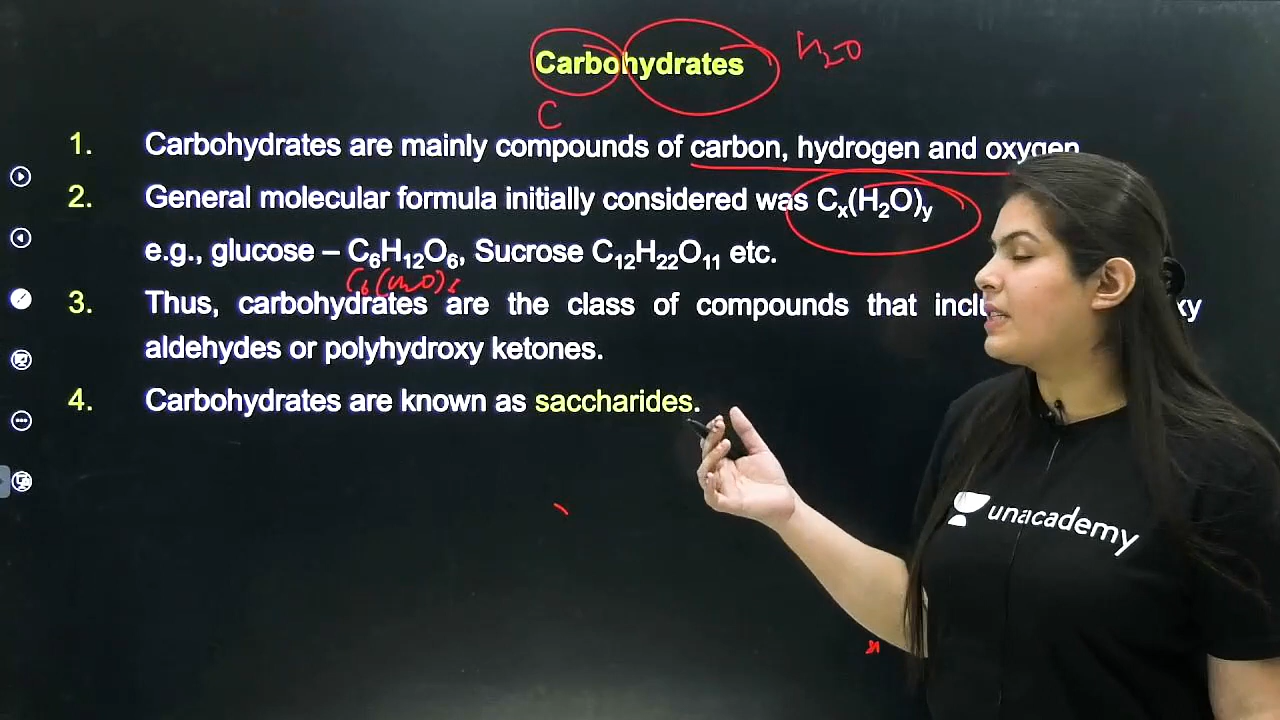 Carbohydrates H₂O
C
1. Carbohydrates are mainly compounds of carbon, hydrogen and oxygen
2. General molecular formula initially considered was Cₓ(H₂O)ᵧ
e.g., glucose – C₆H₁₂O₆, Sucrose C₁₂H₂₂O₁₁ etc.
C₆(H₂O)₆
3. Thus, carbohydrates are the class of compounds that
aldehydes or polyhydroxy ketones.
4. Carbohydrates are known as saccharides.
unacademy